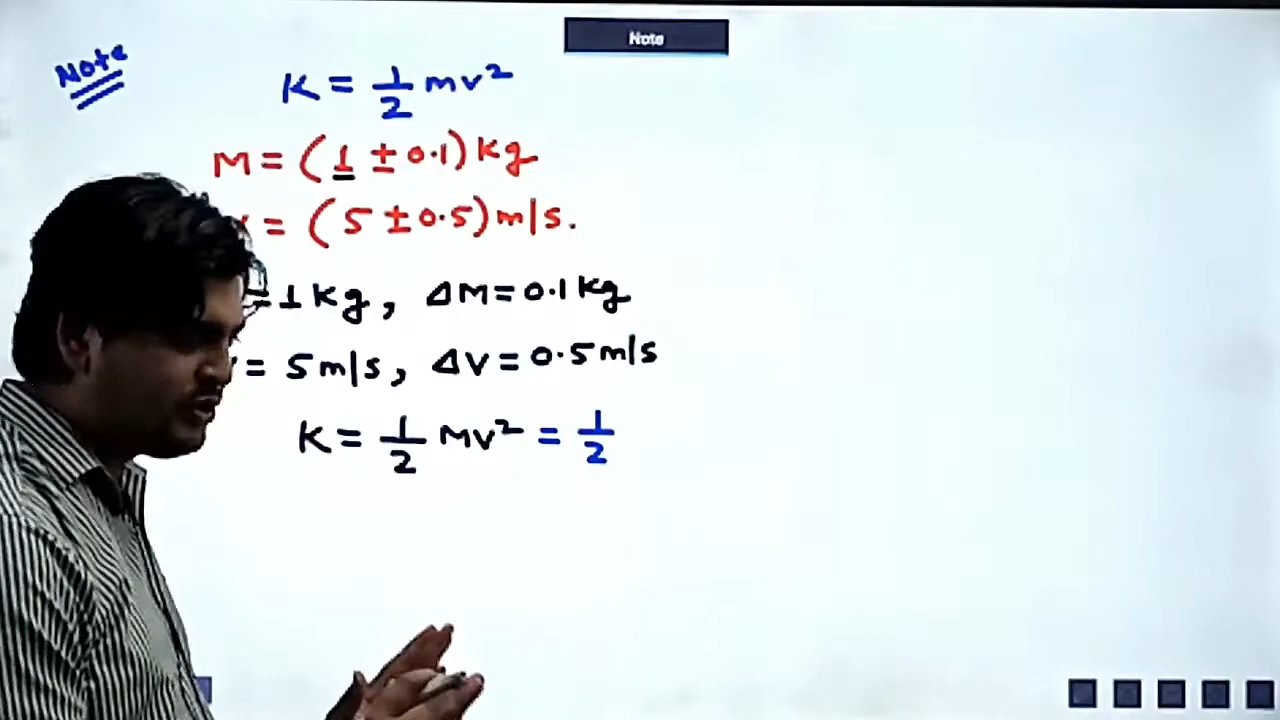 Note
Note
K = 1/2 mv²
M = (1 ± 0.1) kg
= (5 ± 0.5) m/s.
= 1 kg, ΔM = 0.1 kg
= 5 m/s, ΔV = 0.5 m/s
K = 1/2 Mv² = 1/2